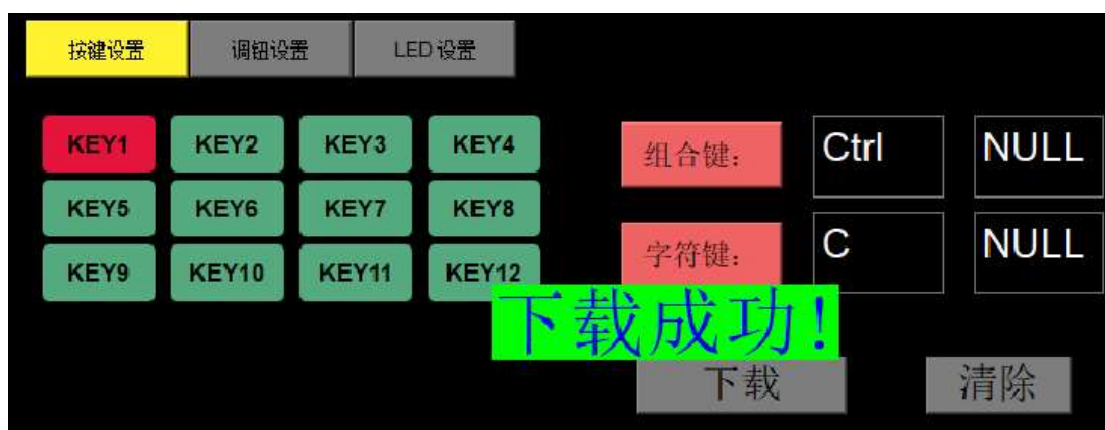 按键设置 调钮设置 LED 设置
KEY1 KEY2 KEY3 KEY4 组合键： Ctrl NULL
KEY5 KEY6 KEY7 KEY8
字符键： C NULL
KEY9 KEY10 KEY11 KEY12
下载成功！
下载 清除